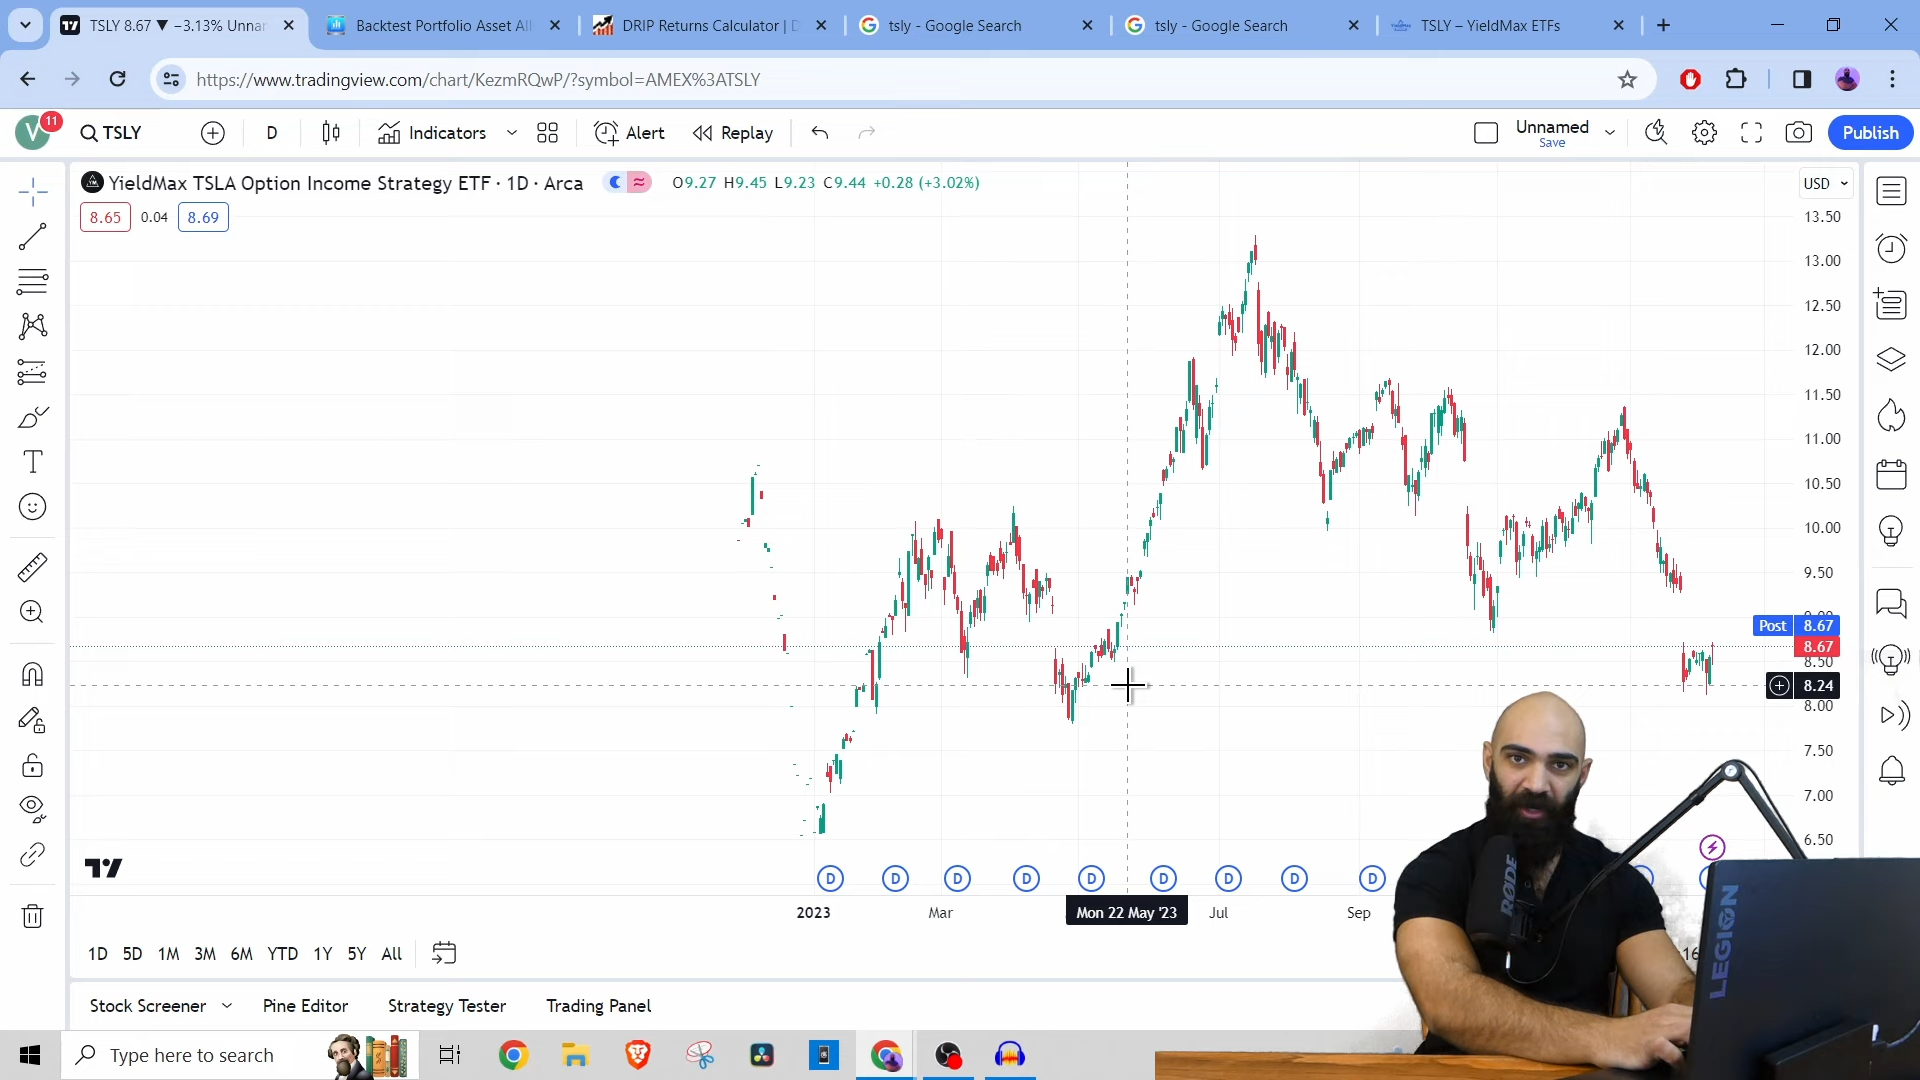 TSLY 8.67 ▼ −3.13% Unnar
Backtest Portfolio Asset All
DRIP Returns Calculator | D
tsly - Google Search
tsly - Google Search
TSLY – YieldMax ETFs
https://www.tradingview.com/chart/KezmRQwP/?symbol=AMEX%3ATSLY
V
11
TSLY
D
Indicators
Alert
Replay
Unnamed
Save
Publish
YieldMax TSLA Option Income Strategy ETF · 1D · Arca
O9.27 H9.45 L9.23 C9.44 +0.28 (+3.02%)
USD
8.65
0.04
8.69
13.50
13.00
12.50
12.00
11.50
11.00
10.50
10.00
9.50
9.00
Post 8.67
8.67
8.50
8.24
8.00
7.50
7.00
6.50
D
D
D
D
D
D
D
D
D
2023
Mar
Mon 22 May '23
Jul
Sep
1D
5D
1M
3M
6M
YTD
1Y
5Y
All
16
Stock Screener
Pine Editor
Strategy Tester
Trading Panel
RØDE
LEGION
Type here to search